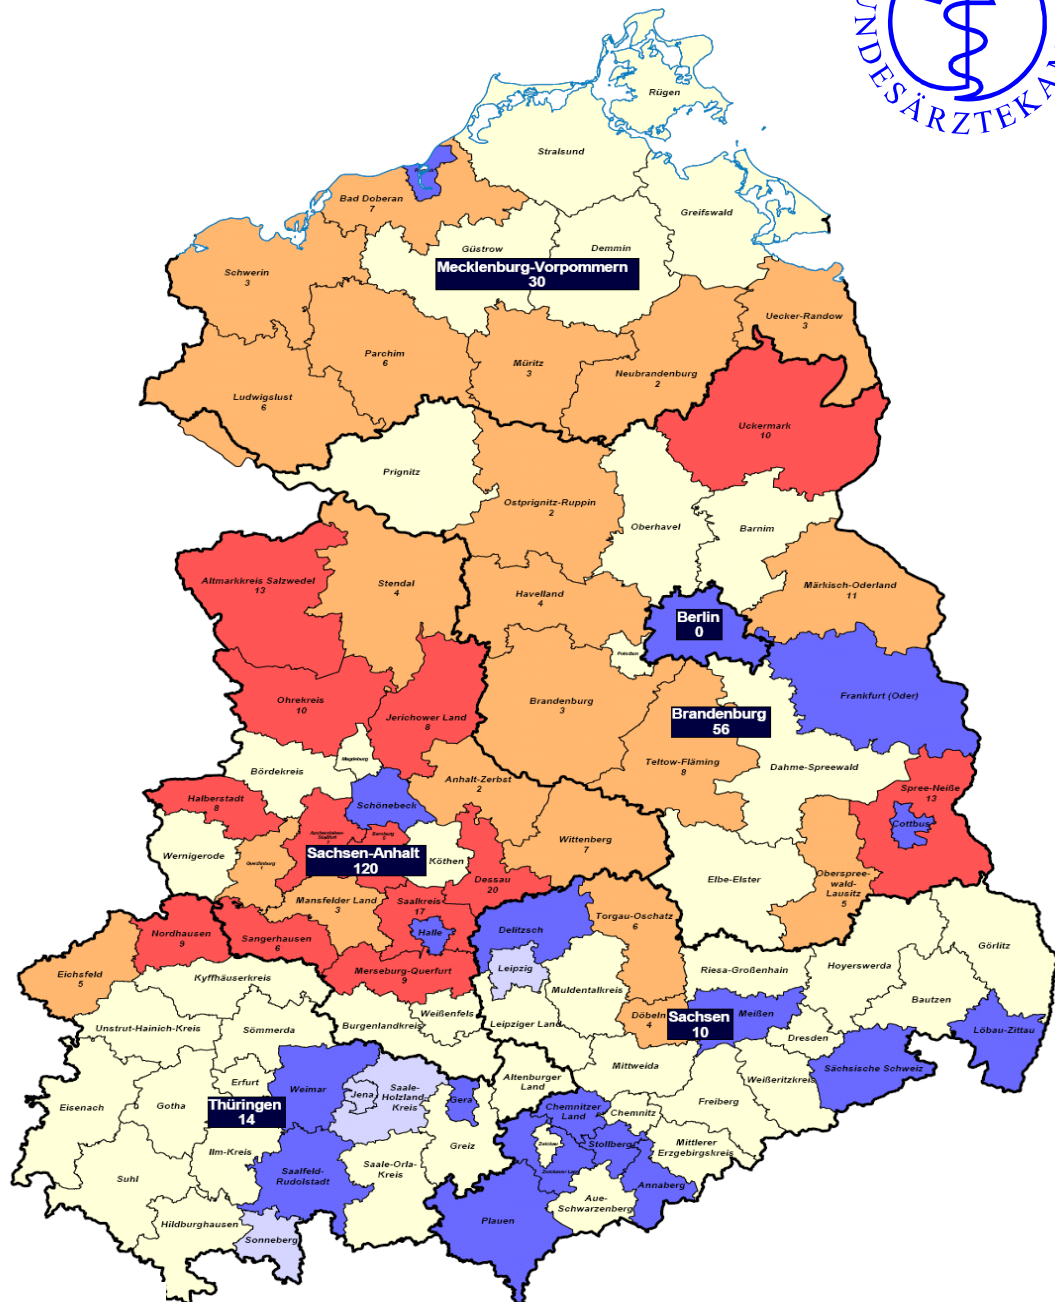 UNDESÄRZTEKAM
Rügen
Stralsund
Bad Doberan
7
Greifswald
Güstrow
Demmin
Mecklenburg-Vorpommern
30
Schwerin
3
Uecker-Randow
3
Parchim
6
Müritz
3
Neubrandenburg
2
Ludwigslust
6
Uckermark
10
Prignitz
Ostprignitz-Ruppin
2
Oberhavel
Barnim
Altmarkkreis Salzwedel
13
Stendal
4
Havelland
4
Märkisch-Oderland
11
Berlin
0
Potsdam
Ohrekreis
10
Jerichower Land
8
Brandenburg
3
Frankfurt (Oder)
Brandenburg
56
Magdeburg
Bördekreis
Anhalt-Zerbst
2
Teltow-Fläming
8
Dahme-Spreewald
Spree-Neiße
13
Halberstadt
8
Schönebeck
Cottbus
Wernigerode
Quedlinburg
Bernburg
Sachsen-Anhalt
120
Köthen
Wittenberg
7
Dessau
20
Elbe-Elster
Oberspree-
wald-
Lausitz
5
Mansfelder Land
3
Saalkreis
17
Halle
Nordhausen
9
Sangerhausen
6
Delitzsch
Torgau-Oschatz
6
Görlitz
Eichsfeld
5
Kyffhäuserkreis
Merseburg-Querfurt
9
Leipzig
Riesa-Großenhain
Hoyerswerda
Muldentalkreis
Bautzen
Unstrut-Hainich-Kreis
Sömmerda
Burgenlandkreis
Weißenfels
Leipziger Land
Döbeln
4
Sachsen
10
Meißen
Dresden
Löbau-Zittau
Mittweida
Sächsische Schweiz
Erfurt
Weimar
Jena
Saale-
Holzland-
Kreis
Gera
Altenburger
Land
Weißeritzkreis
Eisenach
Gotha
Thüringen
14
Chemnitzer
Land
Chemnitz
Freiberg
Ilm-Kreis
Greiz
Zwickau
Stollberg
Mittlerer
Erzgebirgskreis
Suhl
Saalfeld-
Rudolstadt
Saale-Orla-
Kreis
Zwickauer Land
Annaberg
Aue-
Schwarzenberg
Hildburghausen
Sonneberg
Plauen